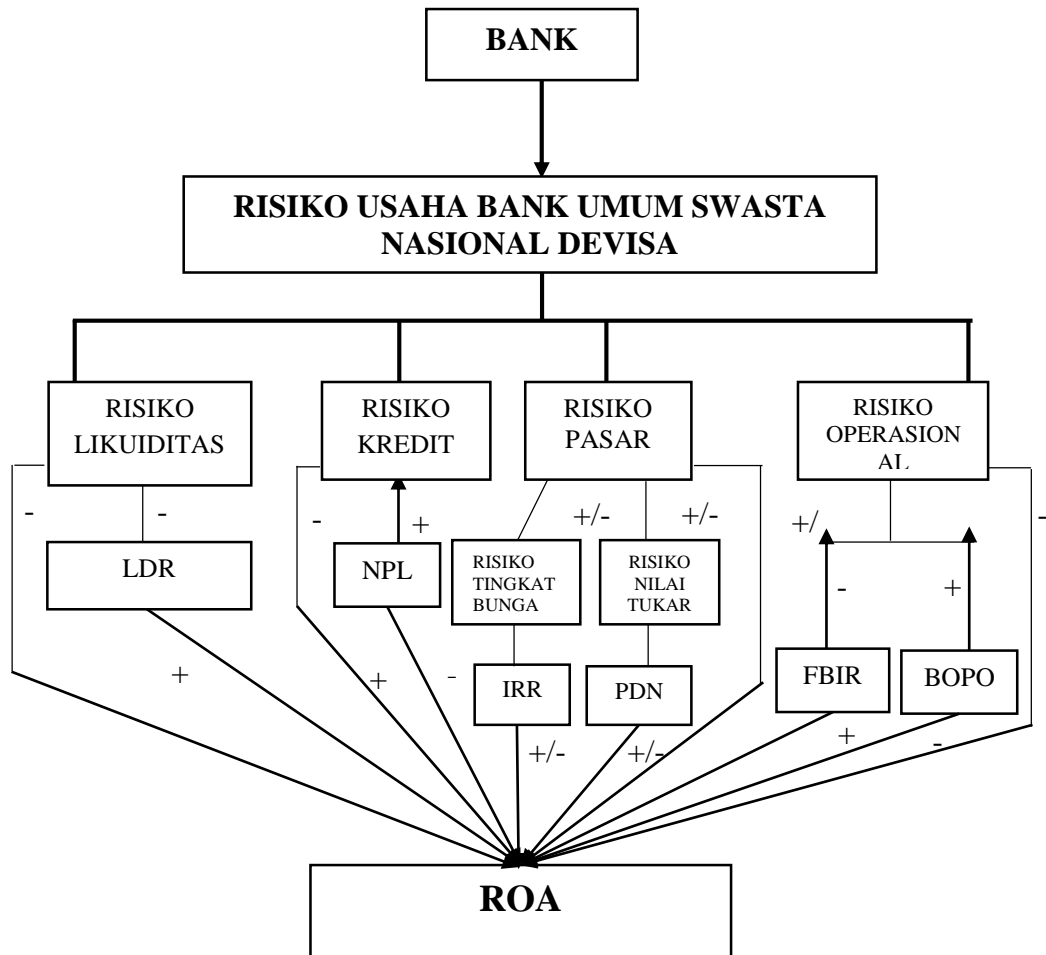 BANK
RISIKO USAHA BANK UMUM SWASTA
NASIONAL DEVISA
RISIKO
LIKUIDITAS
RISIKO
KREDIT
RISIKO
PASAR
RISIKO
OPERASION
AL
-
-
-
+
+/-
+/-
+/
-
+
-
LDR
NPL
RISIKO
TINGKAT
BUNGA
RISIKO
NILAI
TUKAR
IRR
PDN
FBIR
BOPO
+
+
-
+/-
+/-
+
-
ROA